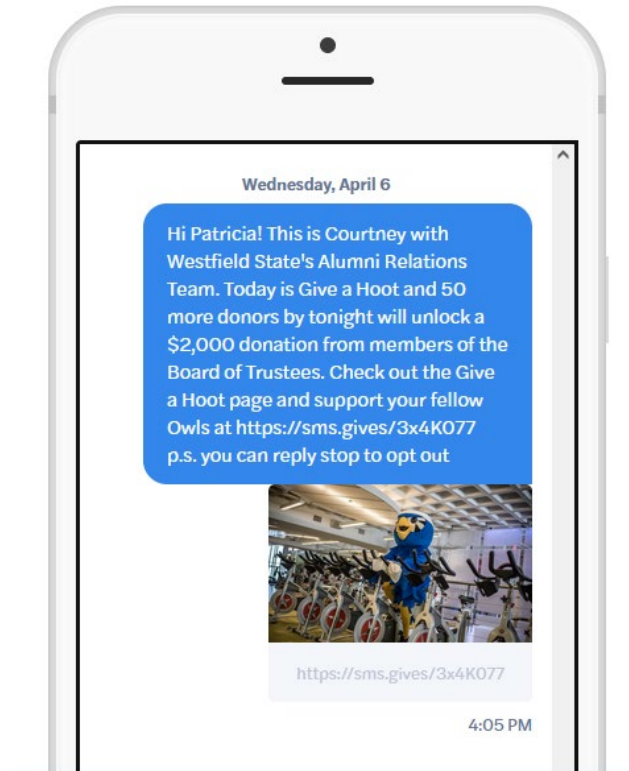 Wednesday, April 6
Hi Patricia! This is Courtney with
Westfield State's Alumni Relations
Team. Today is Give a Hoot and 50
more donors by tonight will unlock a
$2,000 donation from members of the
Board of Trustees. Check out the Give
a Hoot page and support your fellow
Owls at https://sms.gives/3x4K077
p.s. you can reply stop to opt out
https://sms.gives/3x4K077
4:05 PM